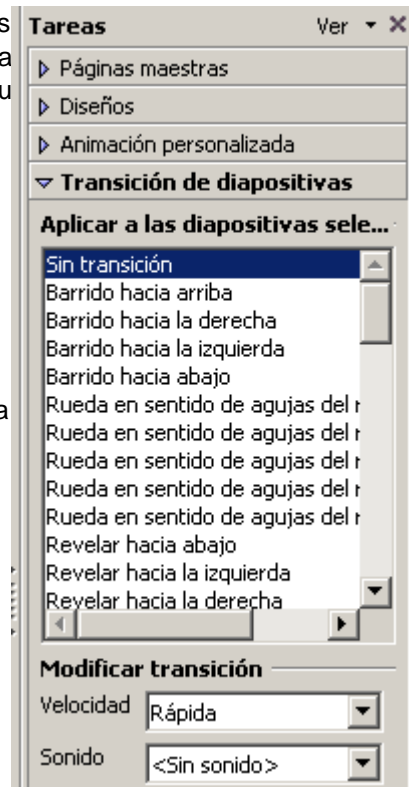 Tareas Ver
Páginas maestras
Diseños
Animación personalizada
Transición de diapositivas
Aplicar a las diapositivas sele...
Sin transición
Barrido hacia arriba
Barrido hacia la derecha
Barrido hacia la izquierda
Barrido hacia abajo
Rueda en sentido de agujas del r
Rueda en sentido de agujas del r
Rueda en sentido de agujas del r
Rueda en sentido de agujas del r
Rueda en sentido de agujas del r
Revelar hacia abajo
Revelar hacia la izquierda
Revelar hacia la derecha
Modificar transición
Velocidad Rápida
Sonido <Sin sonido>